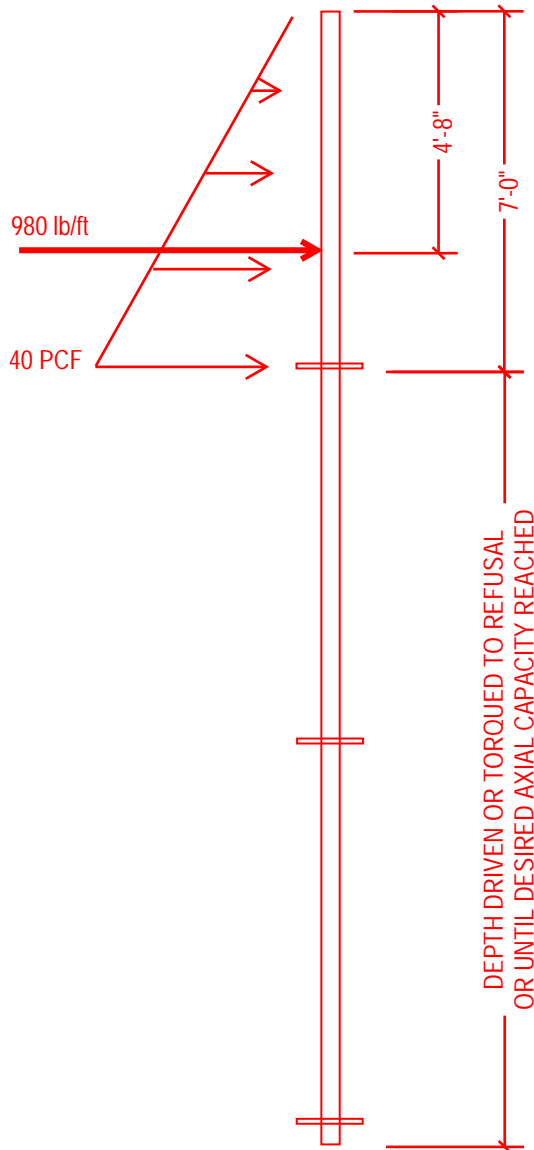 4'-8"
7'-0"
980 lb/ft
40 PCF
DEPTH DRIVEN OR TORQUED TO REFUSAL
OR UNTIL DESIRED AXIAL CAPACITY REACHED